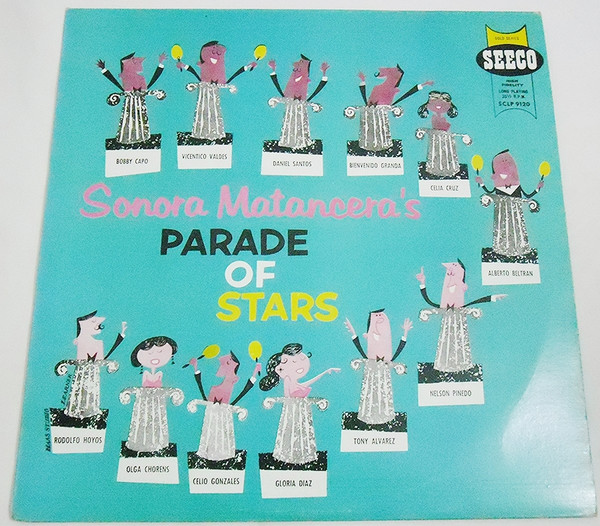 SEECO
HIGH
FIDELITY
LONG PLAYING
33⅓ R.P.M.
SCLP 9120
BOBBY CAPO
VICENTICO VALDES
DANIEL SANTOS
BIENVENIDO GRANDA
CELIA CRUZ
ALBERTO BELTRAN
Sonora Matancera's
PARADE
OF
STARS
NELSON PINEDO
TONY ALVAREZ
GLORIA DIAZ
CELIO GONZALES
OLGA CHORENS
RODOLFO HOYOS